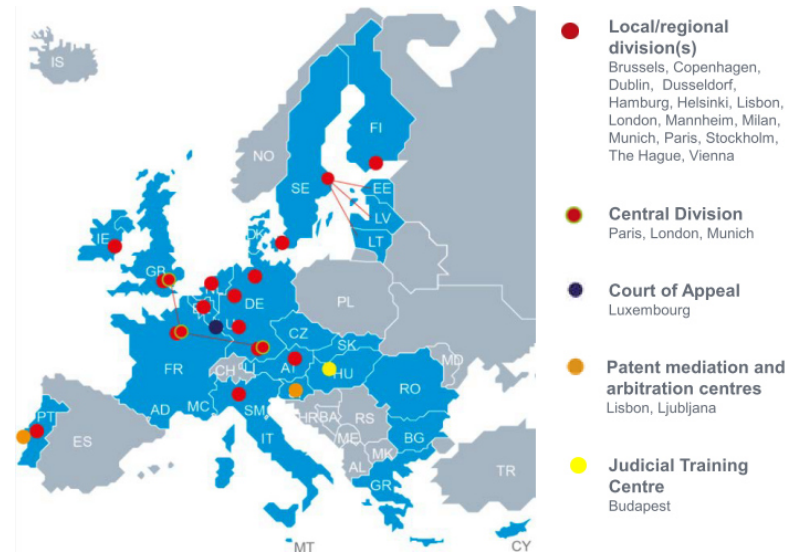 IS
FI
NO
SE
EE
LV
LT
DK
IE
GB
NL
DE
PL
CZ
SK
FR
CH
LI
AT
HU
MD
RO
AD
MC
SM
HR
BA
RS
PT
ES
IT
ME
MK
BG
AL
GR
TR
MT
CY
Local/regional
division(s)
Brussels, Copenhagen,
Dublin, Dusseldorf,
Hamburg, Helsinki, Lisbon,
London, Mannheim, Milan,
Munich, Paris, Stockholm,
The Hague, Vienna
Central Division
Paris, London, Munich
Court of Appeal
Luxembourg
Patent mediation and
arbitration centres
Lisbon, Ljubljana
Judicial Training
Centre
Budapest